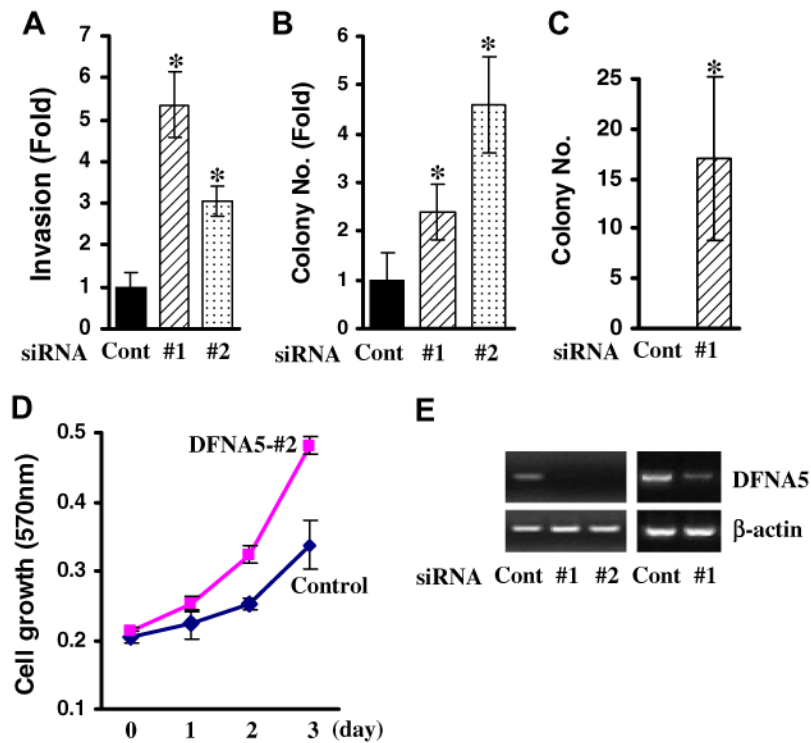 A
Invasion (Fold)
7
6
5
4
3
2
1
0
*
*
siRNA Cont #1 #2
B
Colony No. (Fold)
6
5
4
3
2
1
0
*
*
siRNA Cont #1 #2
C
Colony No.
25
20
15
10
5
0
*
siRNA Cont #1
D
Cell growth (570nm)
0.5
0.4
0.3
0.2
0.1
DFNA5-#2
Control
0 1 2 3 (day)
E
DFNA5
β-actin
siRNA Cont #1 #2 Cont #1